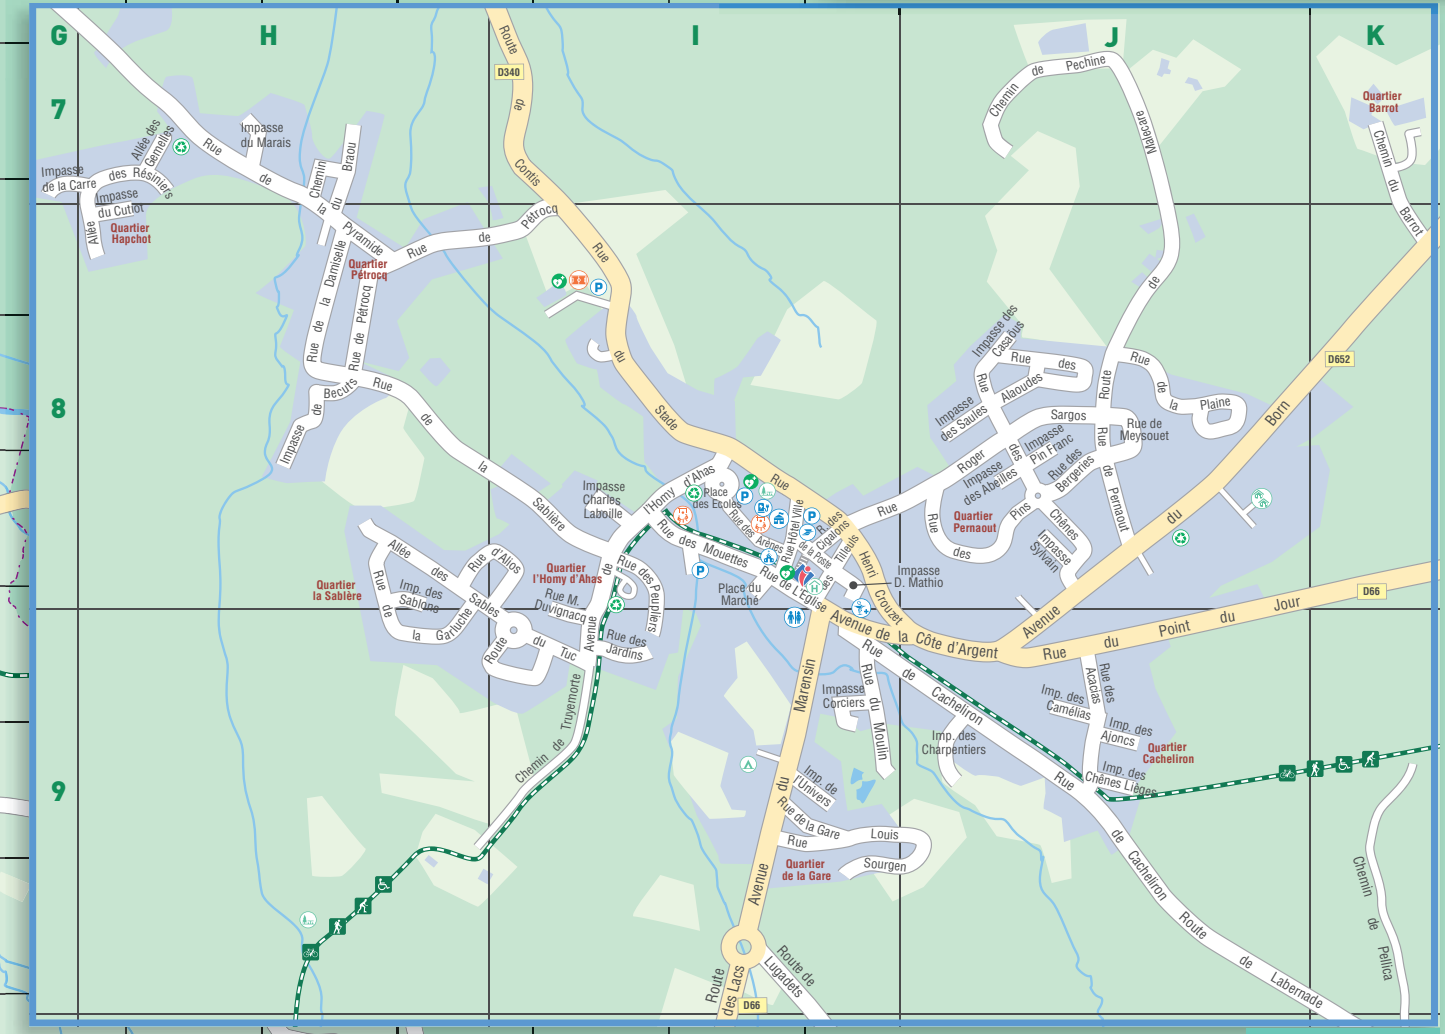 G
H
I
J
K
7
8
9
Route
de
Contis
D340
Rue
du
Stade
Rue
Henri
Crouzet
Chemin
de
Pechine
Malecare
de
Route
Quartier
Barrot
Chemin
du
Barrot
Allée des
Gemelles
Rue
de
la
Pyramide
Impasse
du Marais
Chemin
du
Braou
Impasse
de la Carre
des
Résiniers
Impasse
du Cutiot
Allée
Quartier
Hapchot
Quartier
Pétrocq
Rue
de
Pétrocq
Rue de la Damiselle
Rue de Pétrocq
Impasse
de
Becuts
Rue
de
la
Sablière
P
Impasse des
Casaous
Rue
des
Alaoudes
Rue
Impasse
des Saules
Roger
Sargos
Rue
des
Impasse
Pin Franc
Impasse
des Abeilles
Rue des
Bergeries
Rue de
Meysouet
Rue
de
la
Plaine
Rue
de
Pernaout
Quartier
Pernaout
Rue
des
Pins
Chênes
Impasse
Sylvain
D652
Avenue
du
Born
Impasse
Charles
Laboille
l'Homy
d'Ahas
Place
des Ecoles
P
P
P
Rue des
Arènes
Rue Hôtel Ville
R. des
Cigalons
de la Poste
Tilleuls
Rue
des
Mouettes
Rue de L'Eglise
Place du
Marché
H
Impasse
D. Mathio
Quartier
la Sablière
Allée
des
Sables
Rue
d'Ajos
Imp. des
Sablons
Rue
de
la
Garluche
Route
du
Tuc
Quartier
l'Homy d'Ahas
Rue M.
Duvignacq
Avenue
de
Rue des
Peupliers
Rue des
Jardins
Chemin
de
Truyemorte
Avenue de la Côte d'Argent
Rue
du
Point
du
Jour
D66
Rue
de
Cacheliron
Rue
du
Moulin
Impasse
Corciers
Imp. des
Charpentiers
Rue
de
Cacheliron
Route
de
Labernade
Rue des
Acacias
Imp. des
Camélias
Imp. des
Ajoncs
Imp. des
Chênes Lièges
Quartier
Cacheliron
Avenue
du
Marensin
Imp. de
l'Univers
Rue de la Gare
Rue
Louis
Sourgen
Quartier
de la Gare
Route
des Lacs
D66
Route de
Lugadets
Chemin
de
Pellica